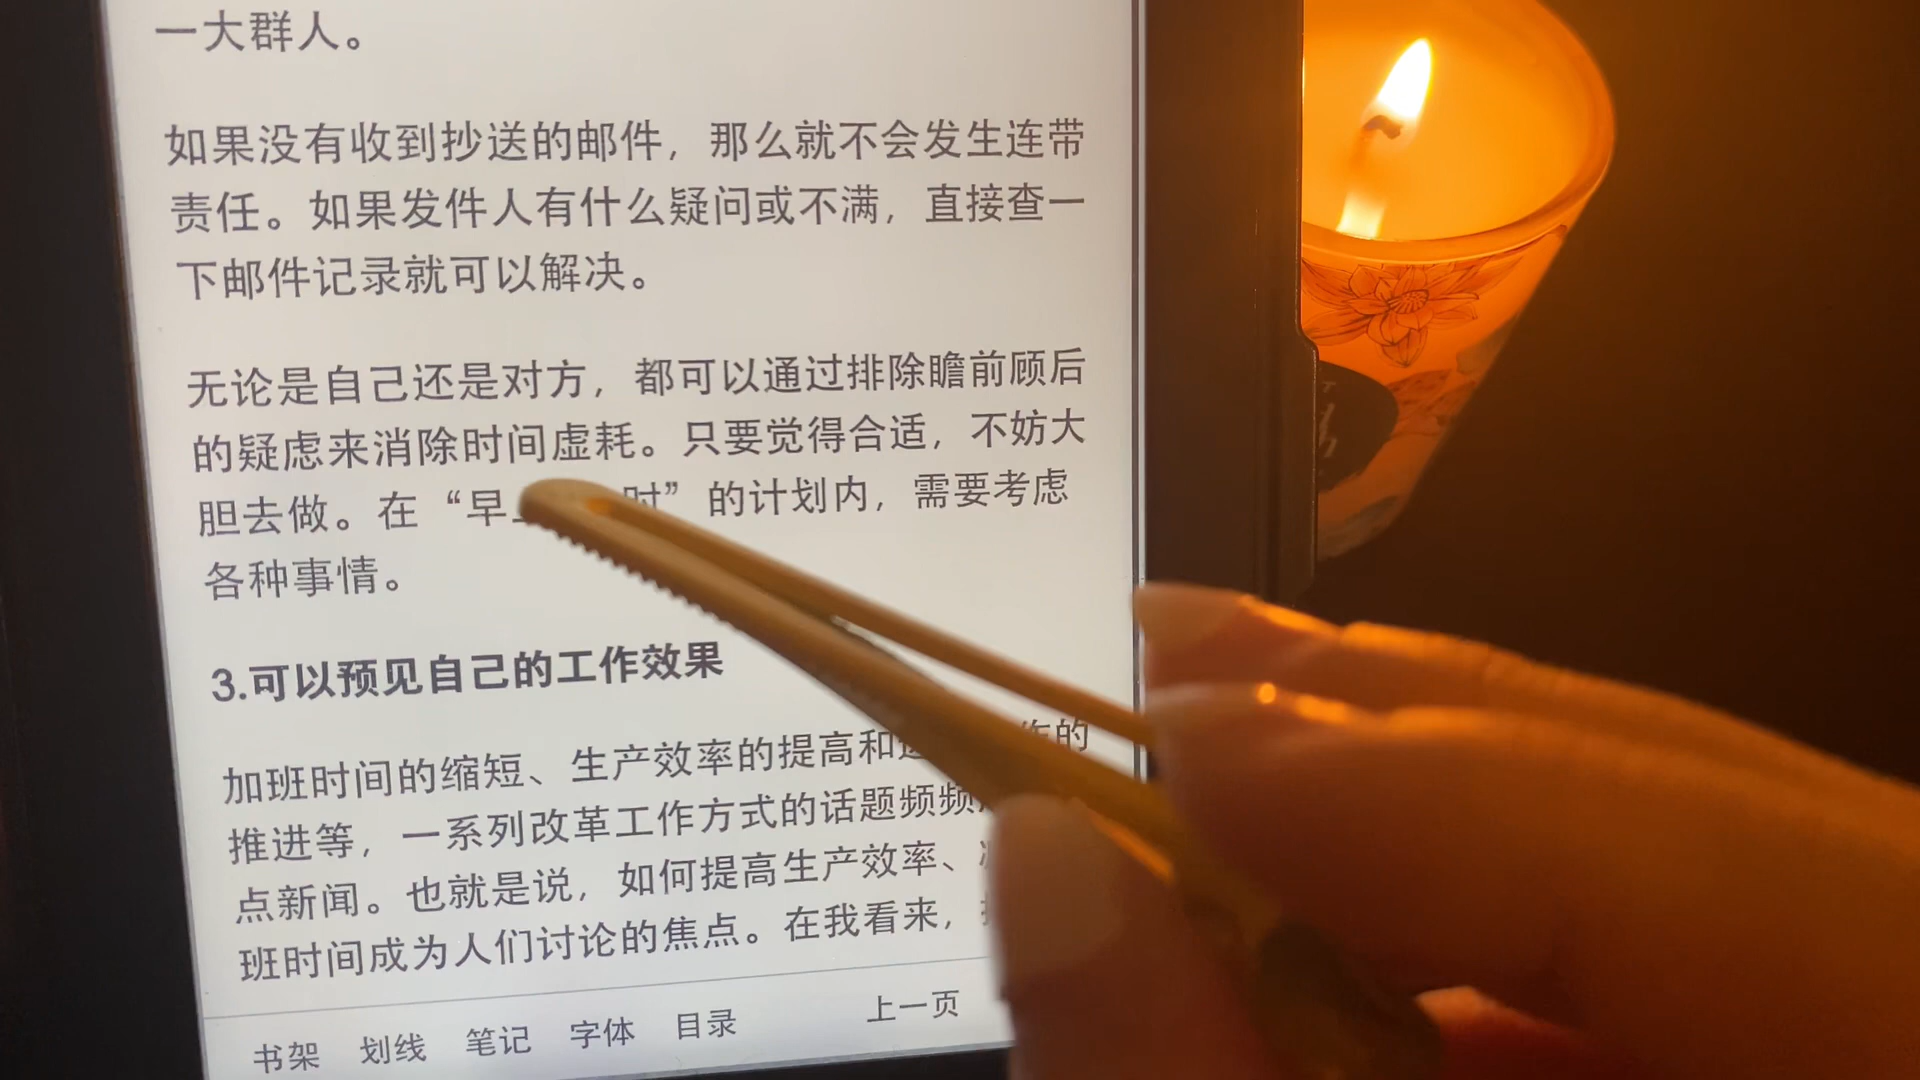 一大群人。
如果没有收到抄送的邮件，那么就不会发生连带
责任。如果发件人有什么疑问或不满，直接查一
下邮件记录就可以解决。
无论是自己还是对方，都可以通过排除瞻前顾后
的疑虑来消除时间虚耗。只要觉得合适，不妨大
胆去做。在“早 时”的计划内，需要考虑
各种事情。
3.可以预见自己的工作效果
加班时间的缩短、生产效率的提高和 的
推进等，一系列改革工作方式的话题频频
点新闻。也就是说，如何提高生产效率、
班时间成为人们讨论的焦点。在我看来，
书架 划线 笔记 字体 目录 上一页